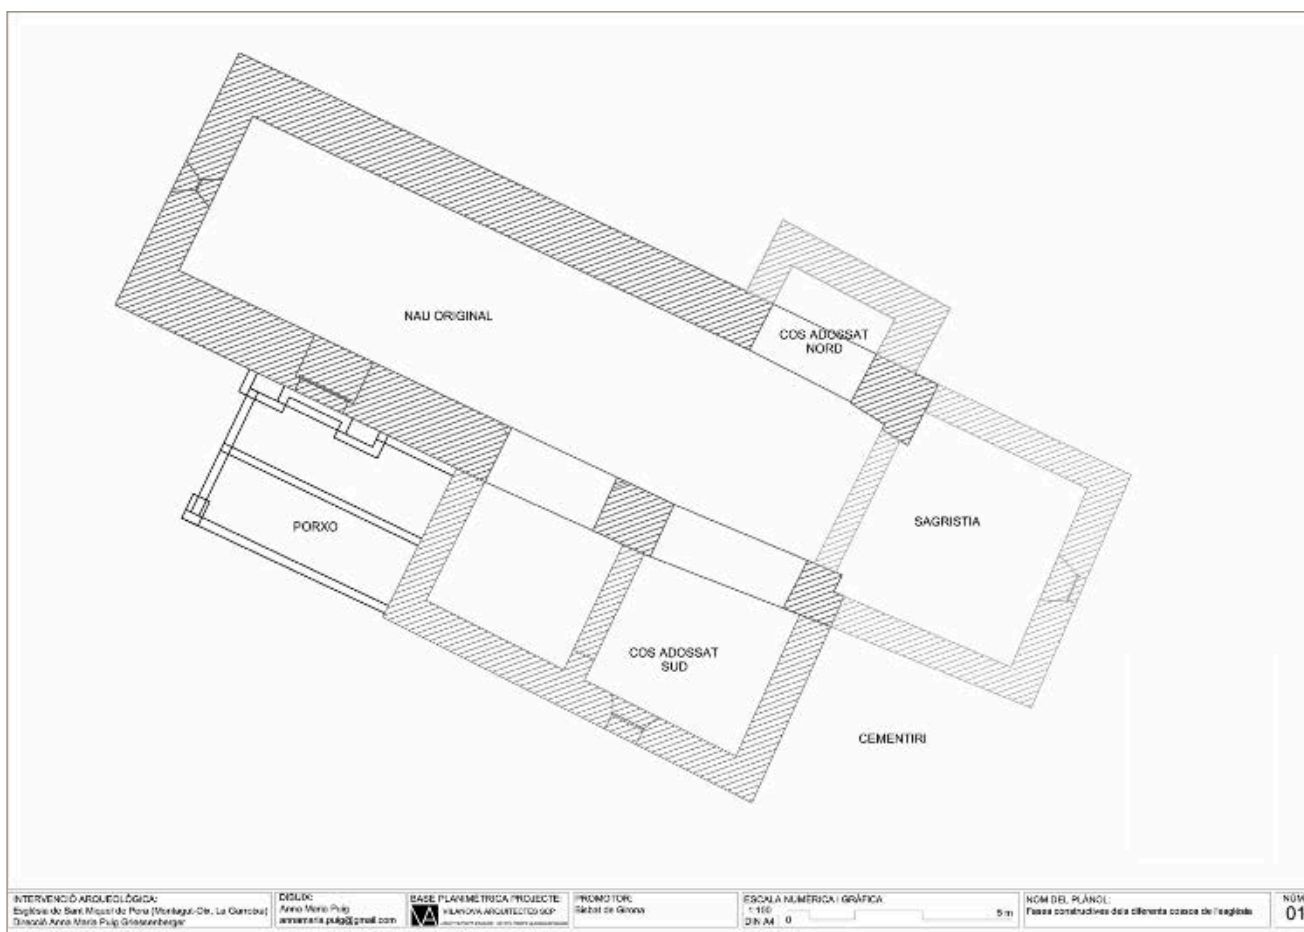 NAU ORIGINAL
COS ADOSSAT
NORD
SAGRISTIA
PORXO
COS ADOSSAT
SUD
CEMENTIRI
INTERVENCIÓ ARQUEOLÒGICA:
Església de Sant Miquel de Pera (Montagut-Oix, La Garrotxa)
Direcció Anna Maria Puig Griessenberger
DIBUIX:
Anna Maria Puig
annamaria.puig@gmail.com
BASE PLANIMÈTRICA PROJECTE:
VA
VILANOVA ARQUITECTES SCP
PROMOTOR:
Bisbat de Girona
ESCALA NUMÈRICA I GRÀFICA
1:100
DIN A4 0 5 m
NOM DEL PLÀNOL:
Fases constructives dels diferents cossos de l'església
NÚM
01